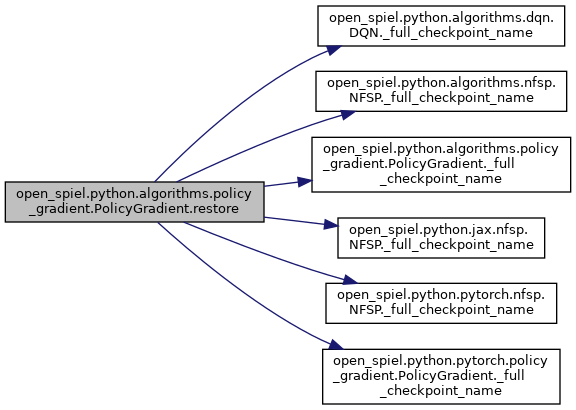 open_spiel.python.algorithms.dqn.
DQN._full_checkpoint_name
open_spiel.python.algorithms.nfsp.
NFSP._full_checkpoint_name
open_spiel.python.algorithms.policy
_gradient.PolicyGradient._full
_checkpoint_name
open_spiel.python.algorithms.policy
_gradient.PolicyGradient.restore
open_spiel.python.jax.nfsp.
NFSP._full_checkpoint_name
open_spiel.python.pytorch.nfsp.
NFSP._full_checkpoint_name
open_spiel.python.pytorch.policy
_gradient.PolicyGradient._full
_checkpoint_name